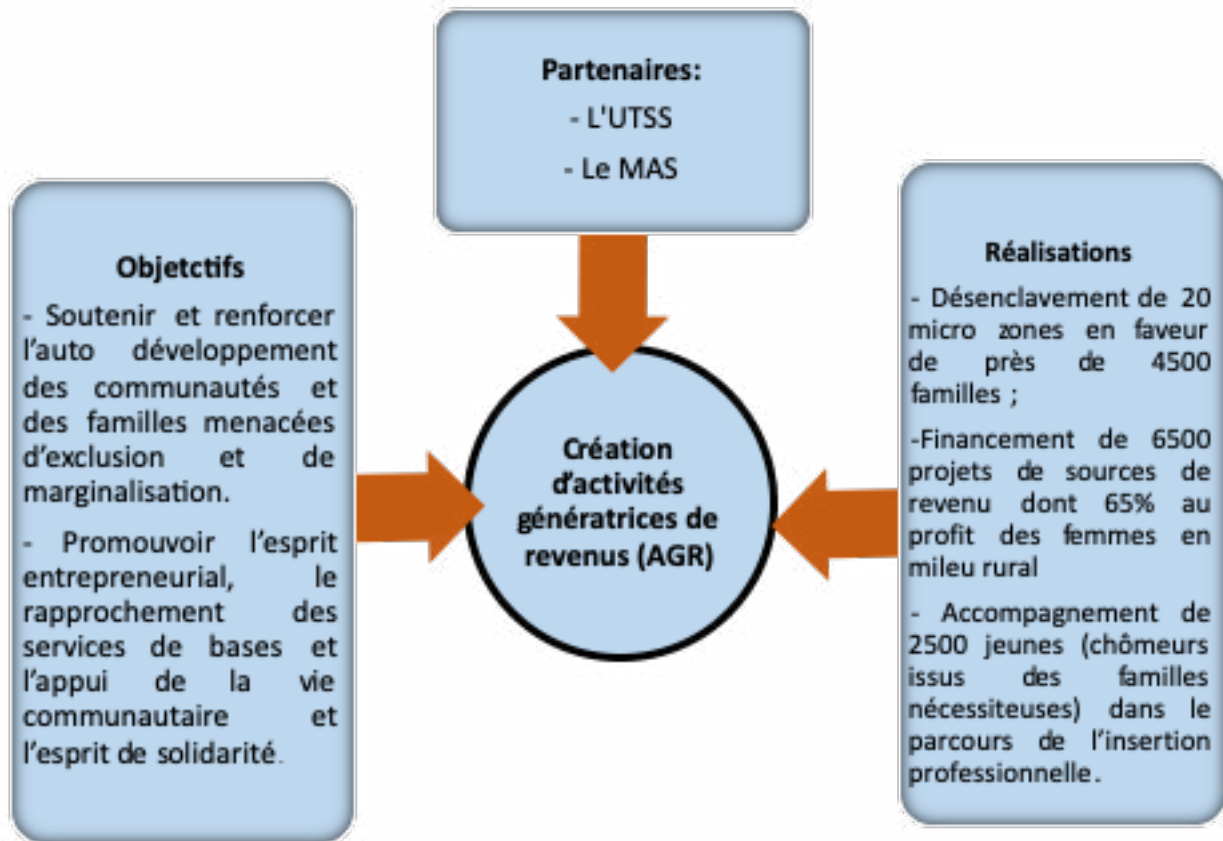 Partenaires:
- L'UTSS
- Le MAS
Objetctifs
- Soutenir et renforcer
l'auto développement
des communautés et
des familles menacées
d'exclusion et de
marginalisation.
- Promouvoir l'esprit
entrepreneurial, le
rapprochement des
services de bases et
l'appui de la vie
communautaire et
l'esprit de solidarité.
Création
d'activités
génératrices de
revenus (AGR)
Réalisations
- Désenclavement de 20
micro zones en faveur
de près de 4500
familles ;
-Financement de 6500
projets de sources de
revenu dont 65% au
profit des femmes en
mileu rural
- Accompagnement de
2500 jeunes (chômeurs
issus des familles
nécessiteuses) dans le
parcours de l'insertion
professionnelle.